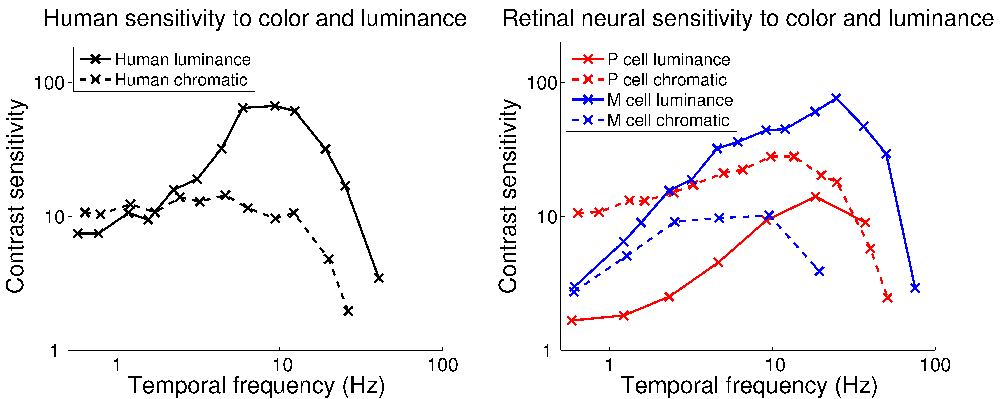 Human sensitivity to color and luminance
Human luminance
Human chromatic
100
10
1
Contrast sensitivity
1
10
100
Temporal frequency (Hz)
Retinal neural sensitivity to color and luminance
P cell luminance
P cell chromatic
M cell luminance
M cell chromatic
100
10
1
Contrast sensitivity
1
10
100
Temporal frequency (Hz)